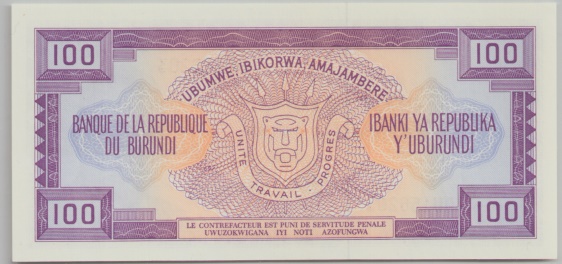 100
100
UBUMWE. IBIKORWA. AMAJAMBERE
BANQUE DE LA REPUBLIQUE
DU BURUNDI
IBANKI YA REPUBLIKA
Y'UBURUNDI
UNITE TRAVAIL - PROGRES
100
100
LE CONTREFACTEUR EST PUNI DE SERVITUDE PENALE
UWUZOKWIGANA IYI NOTI AZOFUNGWA